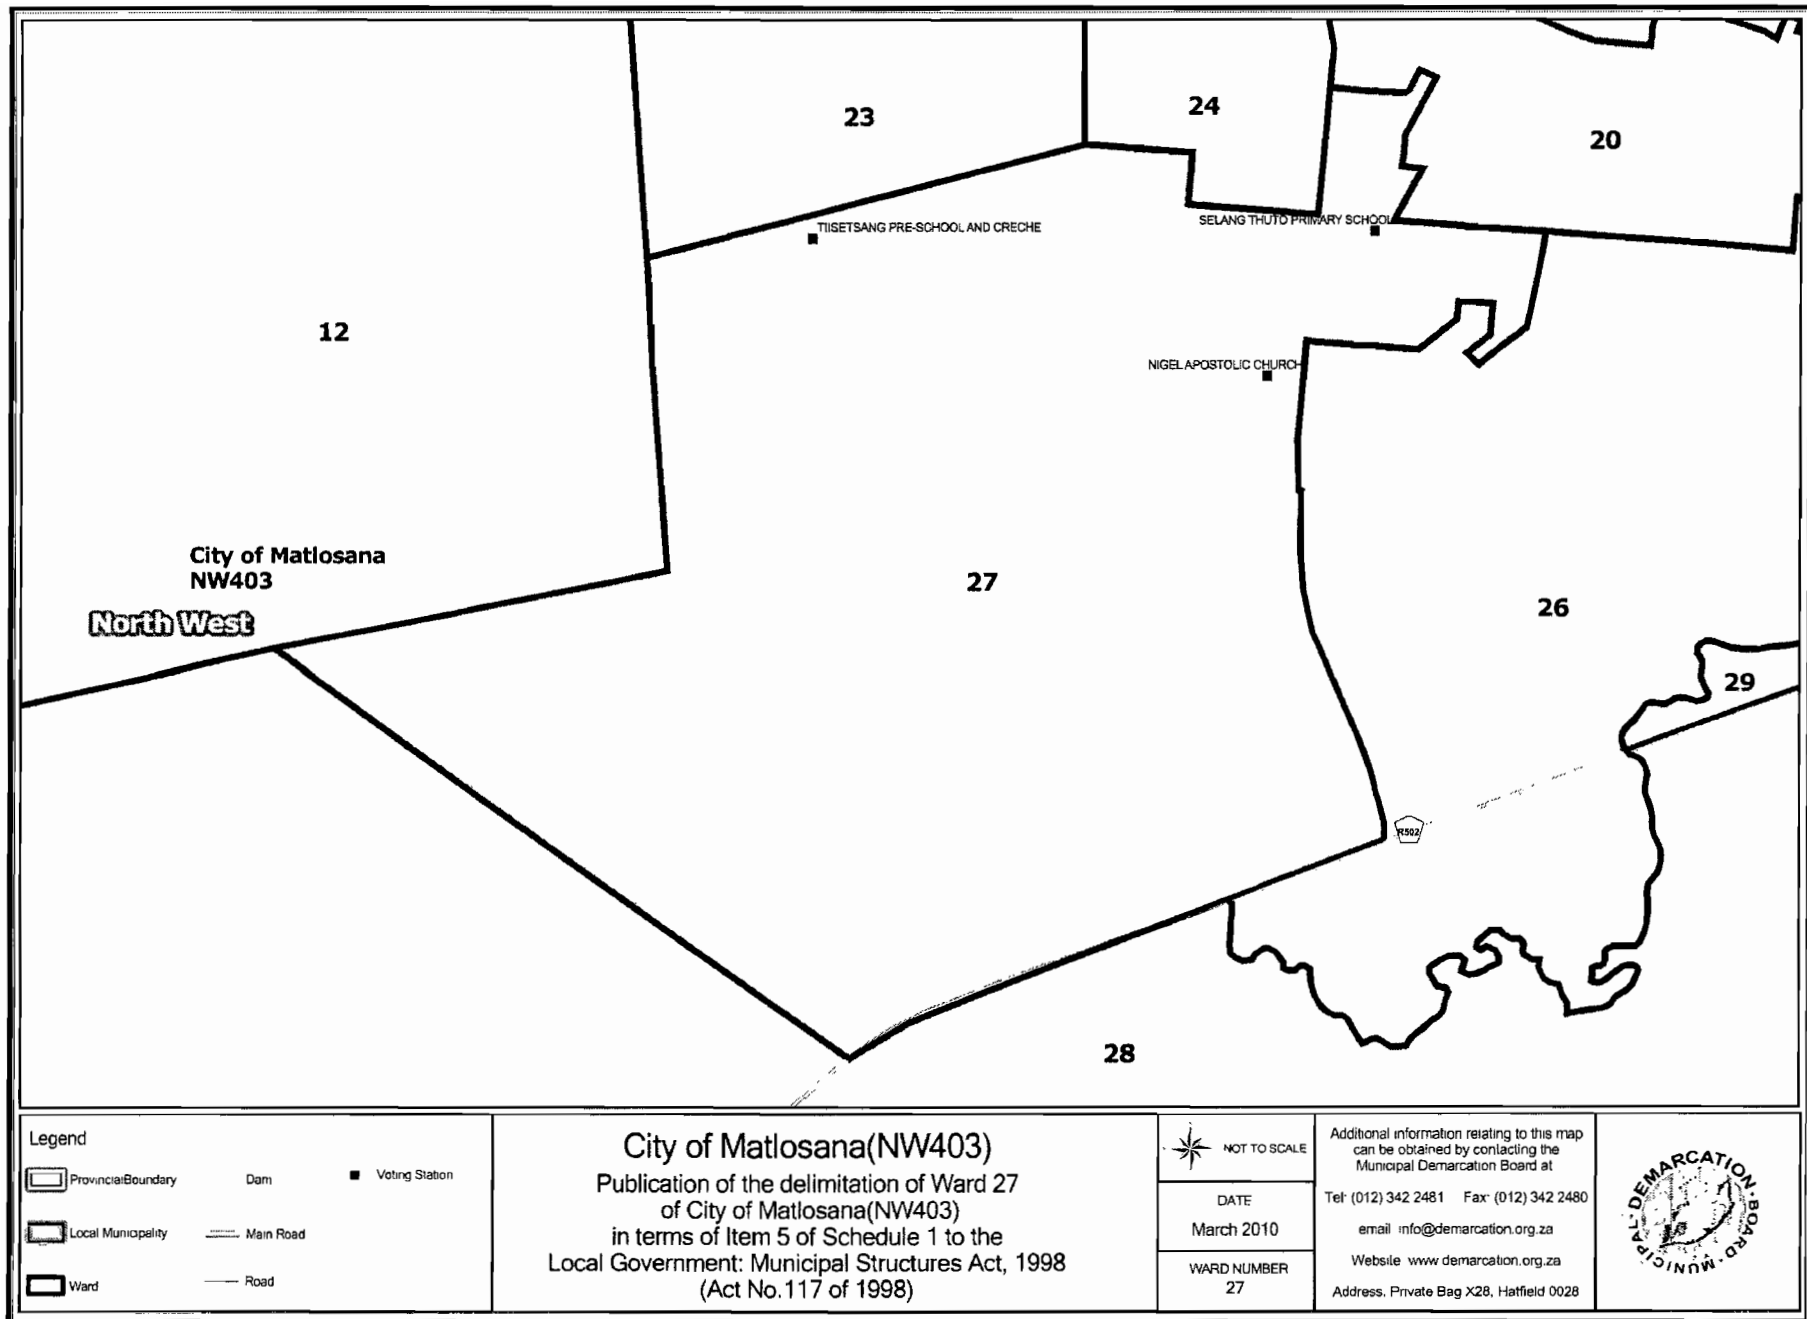 23
24
20
TIISETSANG PRE-SCHOOL AND CRECHE
SELANG THUTO PRIMARY SCHOOL
12
NIGEL APOSTOLIC CHURCH
City of Matlosana
NW403
North West
27
26
29
R502
28
Legend
Provincial Boundary
Dam
Voting Station
Local Municipality
Main Road
Ward
Road
City of Matlosana(NW403)
Publication of the delimitation of Ward 27
of City of Matlosana(NW403)
in terms of Item 5 of Schedule 1 to the
Local Government: Municipal Structures Act, 1998
(Act No.117 of 1998)
NOT TO SCALE
DATE
March 2010
WARD NUMBER
27
Additional information relating to this map
can be obtained by contacting the
Municipal Demarcation Board at
Tel: (012) 342 2481 Fax: (012) 342 2480
email info@demarcation.org.za
Website www.demarcation.org.za
Address. Private Bag X28, Hatfield 0028
MUNICIPAL·DEMARCATION·BOARD·